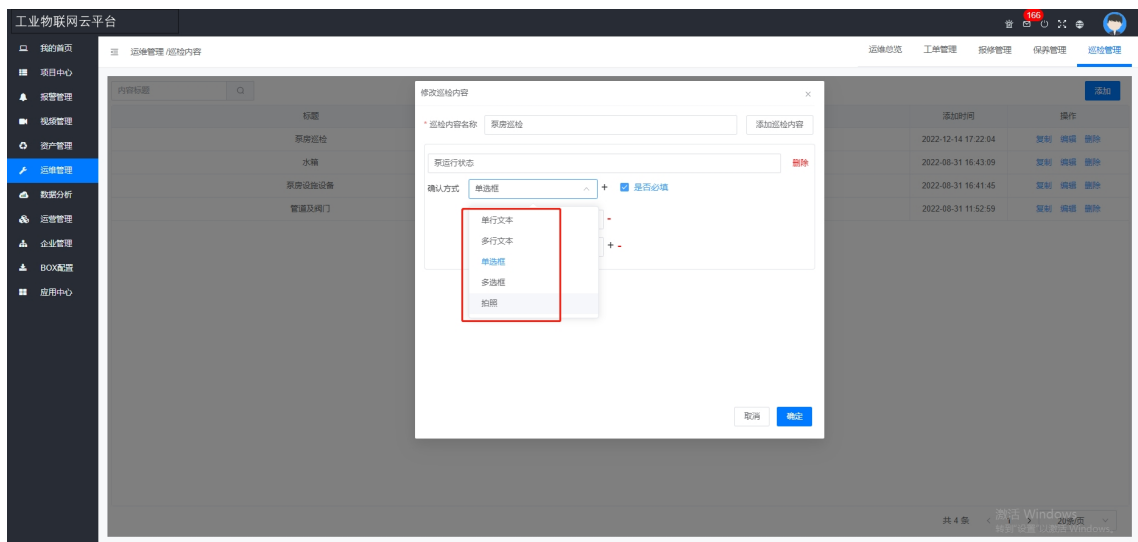 工业物联网云平台
166
我的首页
项目中心
报警管理
视频管理
资产管理
运维管理
数据分析
运营管理
企业管理
BOX配置
应用中心
运维管理 /巡检内容
运维总览 工单管理 报修管理 保养管理 巡检管理
内容标题
添加
标题 添加时间 操作
泵房巡检 2022-12-14 17:22:04 复制 编辑 删除
水箱 2022-08-31 16:43:09 复制 编辑 删除
泵房设施设备 2022-08-31 16:41:45 复制 编辑 删除
管道及阀门 2022-08-31 11:52:59 复制 编辑 删除
修改巡检内容 ×
* 巡检内容名称 泵房巡检 添加巡检内容
泵运行状态 删除
确认方式 单选框 + 是否必填
-
+ -
单行文本
多行文本
单选框
多选框
拍照
取消 确定
共 4 条 < 1 > 20条/页
激活 Windows
转到"设置"以激活 Windows。